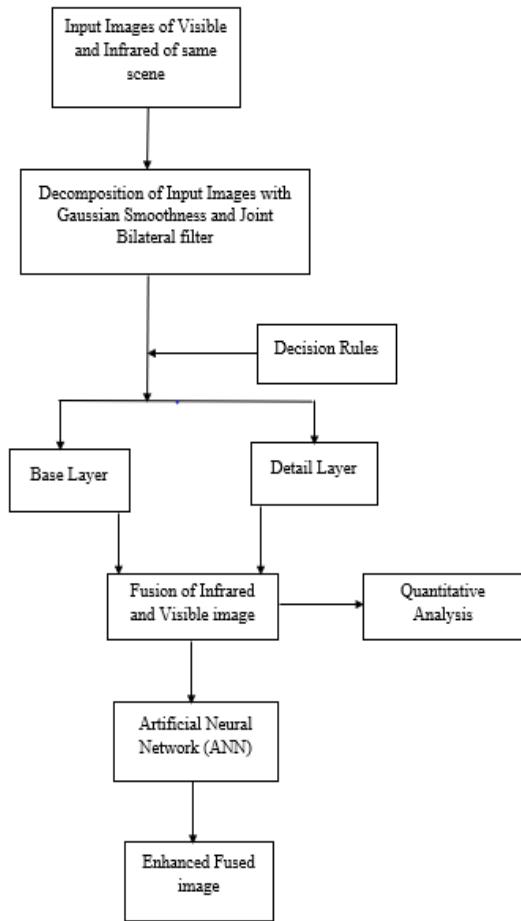 Input Images of Visible
and Infrared of same
scene
Decomposition of Input Images with
Gaussian Smoothness and Joint
Bilateral filter
Decision Rules
Base Layer
Detail Layer
Fusion of Infrared
and Visible image
Quantitative
Analysis
Artificial Neural
Network (ANN)
Enhanced Fused
image